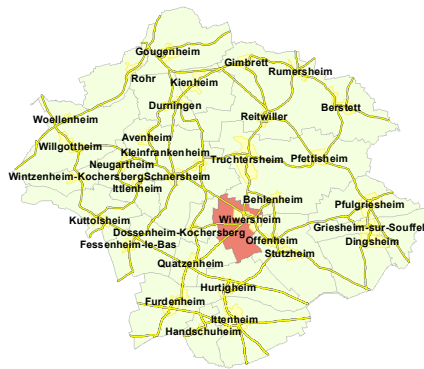 Gougenheim
Gimbrett
Rohr
Rumersheim
Kienheim
Durningen
Berstett
Woellenheim
Reitwiller
Avenheim
Willgottheim
Kleinfrankenheim
Truchtersheim
Pfettisheim
Neugartheim
Wintzenheim-Kochersberg
Schnersheim
Ittlenheim
Behlenheim
Pfulgriesheim
Kuttolsheim
Wiwersheim
Griesheim-sur-Souffel
Dossenheim-Kochersberg
Offenheim
Dingsheim
Fessenheim-le-Bas
Stutzheim
Quatzenheim
Hurtigheim
Furdenheim
Ittenheim
Handschuheim